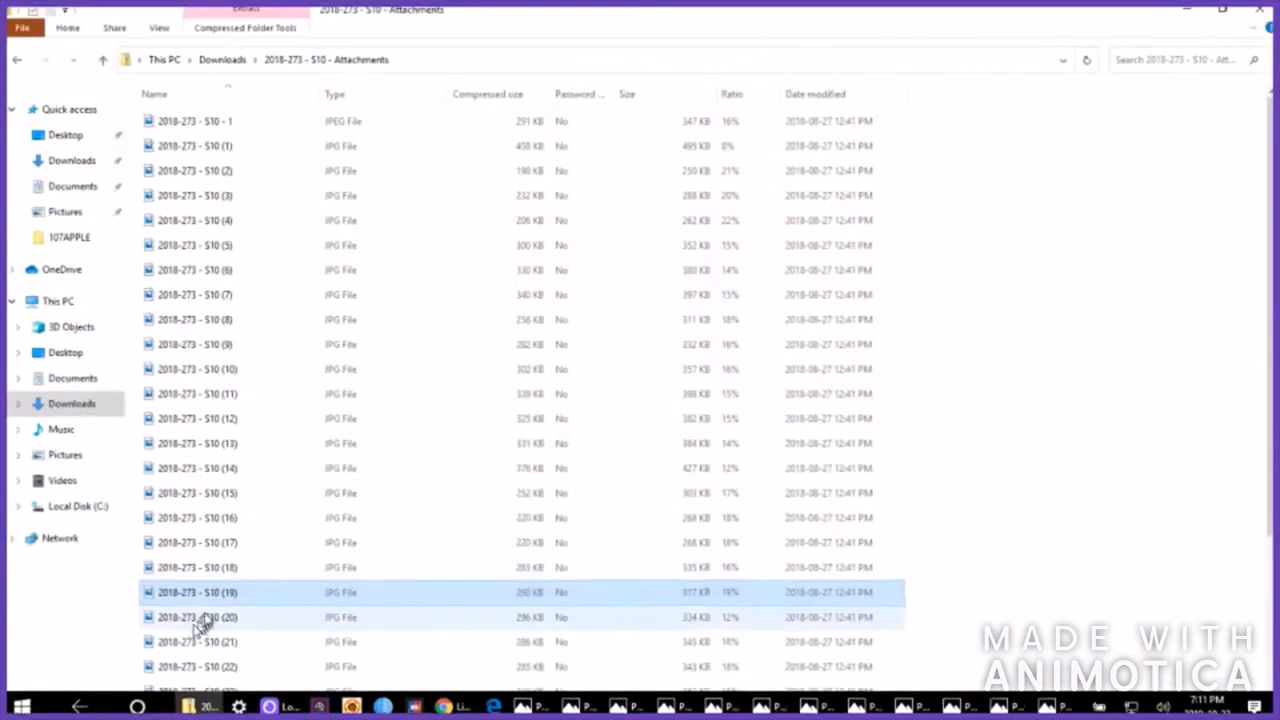 Extract
2018-273 - S10 - Attachments
File Home Share View Compressed Folder Tools
This PC > Downloads > 2018-273 - S10 - Attachments Search 2018-273 - S10 - Att...
Name Type Compressed size Password ... Size Ratio Date modified
Quick access
Desktop
Downloads
Documents
Pictures
107APPLE
OneDrive
This PC
3D Objects
Desktop
Documents
Downloads
Music
Pictures
Videos
Local Disk (C:)
Network
2018-273 - S10 - 1 JPEG File 291 KB No 347 KB 16% 2018-08-27 12:41 PM
2018-273 - S10 (1) JPG File 458 KB No 495 KB 8% 2018-08-27 12:41 PM
2018-273 - S10 (2) JPG File 198 KB No 250 KB 21% 2018-08-27 12:41 PM
2018-273 - S10 (3) JPG File 232 KB No 288 KB 20% 2018-08-27 12:41 PM
2018-273 - S10 (4) JPG File 206 KB No 262 KB 22% 2018-08-27 12:41 PM
2018-273 - S10 (5) JPG File 300 KB No 352 KB 15% 2018-08-27 12:41 PM
2018-273 - S10 (6) JPG File 330 KB No 380 KB 14% 2018-08-27 12:41 PM
2018-273 - S10 (7) JPG File 340 KB No 397 KB 15% 2018-08-27 12:41 PM
2018-273 - S10 (8) JPG File 256 KB No 311 KB 18% 2018-08-27 12:41 PM
2018-273 - S10 (9) JPG File KB No KB 16% 2018-08-27 12:41 PM
2018-273 - S10 (10) JPG File 302 KB No 357 KB 16% 2018-08-27 12:41 PM
2018-273 - S10 (11) JPG File 339 KB No 398 KB 15% 2018-08-27 12:41 PM
2018-273 - S10 (12) JPG File 325 KB No 382 KB 15% 2018-08-27 12:41 PM
2018-273 - S10 (13) JPG File 331 KB No 384 KB 14% 2018-08-27 12:41 PM
2018-273 - S10 (14) JPG File 376 KB No 427 KB 12% 2018-08-27 12:41 PM
2018-273 - S10 (15) JPG File 252 KB No 303 KB 17% 2018-08-27 12:41 PM
2018-273 - S10 (16) JPG File 220 KB No 268 KB 18% 2018-08-27 12:41 PM
2018-273 - S10 (17) JPG File 220 KB No 268 KB 18% 2018-08-27 12:41 PM
2018-273 - S10 (18) JPG File 283 KB No 335 KB 16% 2018-08-27 12:41 PM
2018-273 - S10 (19) JPG File 260 KB No 317 KB 19% 2018-08-27 12:41 PM
2018-273 - S10 (20) JPG File 296 KB No 334 KB 12% 2018-08-27 12:41 PM
2018-273 - S10 (21) JPG File 286 KB No 345 KB 18% 2018-08-27 12:41 PM
2018-273 - S10 (22) JPG File 285 KB No 343 KB 18% 2018-08-27 12:41 PM
MADE WITH
ANIMOTICA
20... Lo... Li... P... P... P... P... P... P... P... P... P... P... P... 7:11 PM